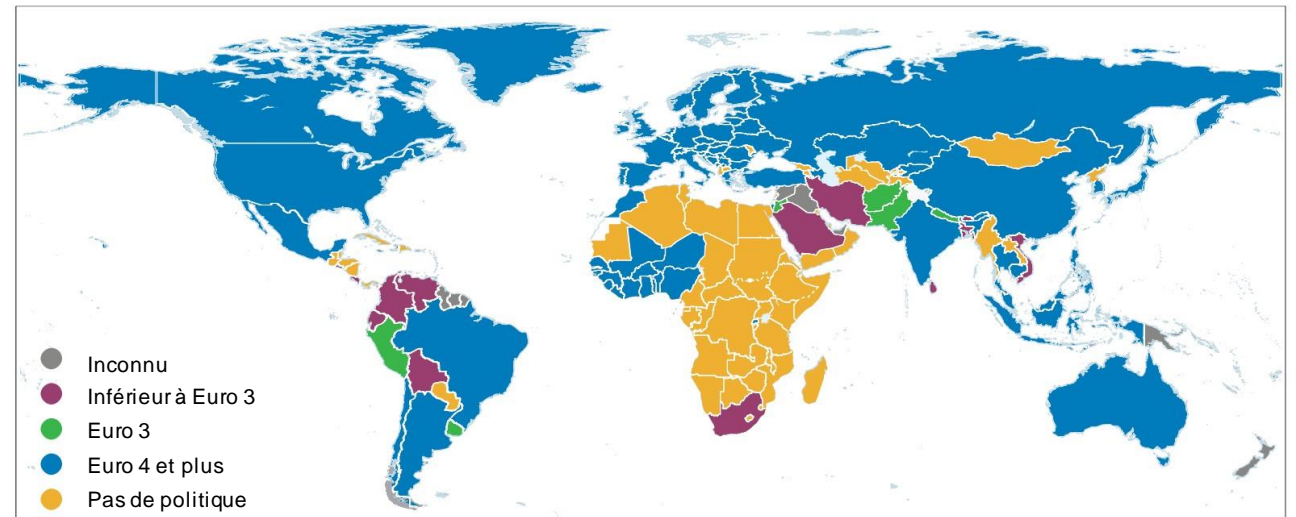 Inconnu
Inférieur à Euro 3
Euro 3
Euro 4 et plus
Pas de politique